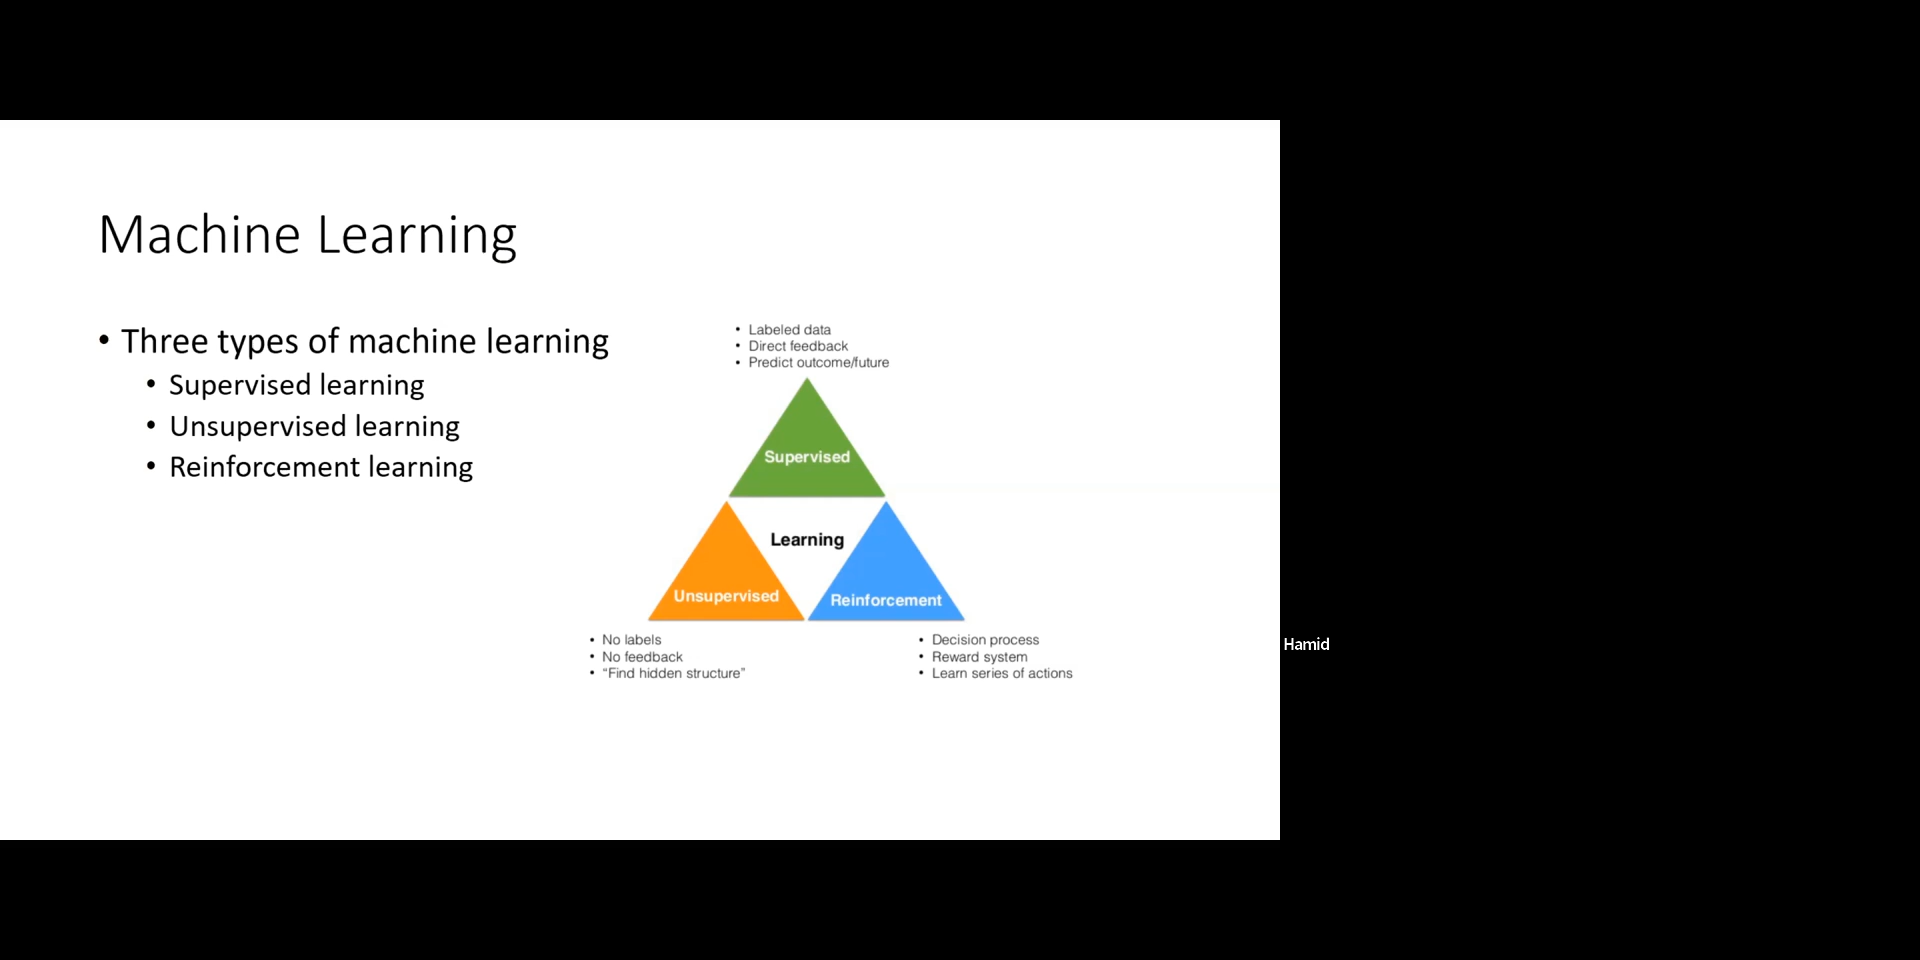 Machine Learning
• Three types of machine learning
• Supervised learning
• Unsupervised learning
• Reinforcement learning
• Labeled data
• Direct feedback
• Predict outcome/future
Supervised
Learning
Unsupervised
Reinforcement
• No labels
• No feedback
• “Find hidden structure”
• Decision process
• Reward system
• Learn series of actions
Hamid